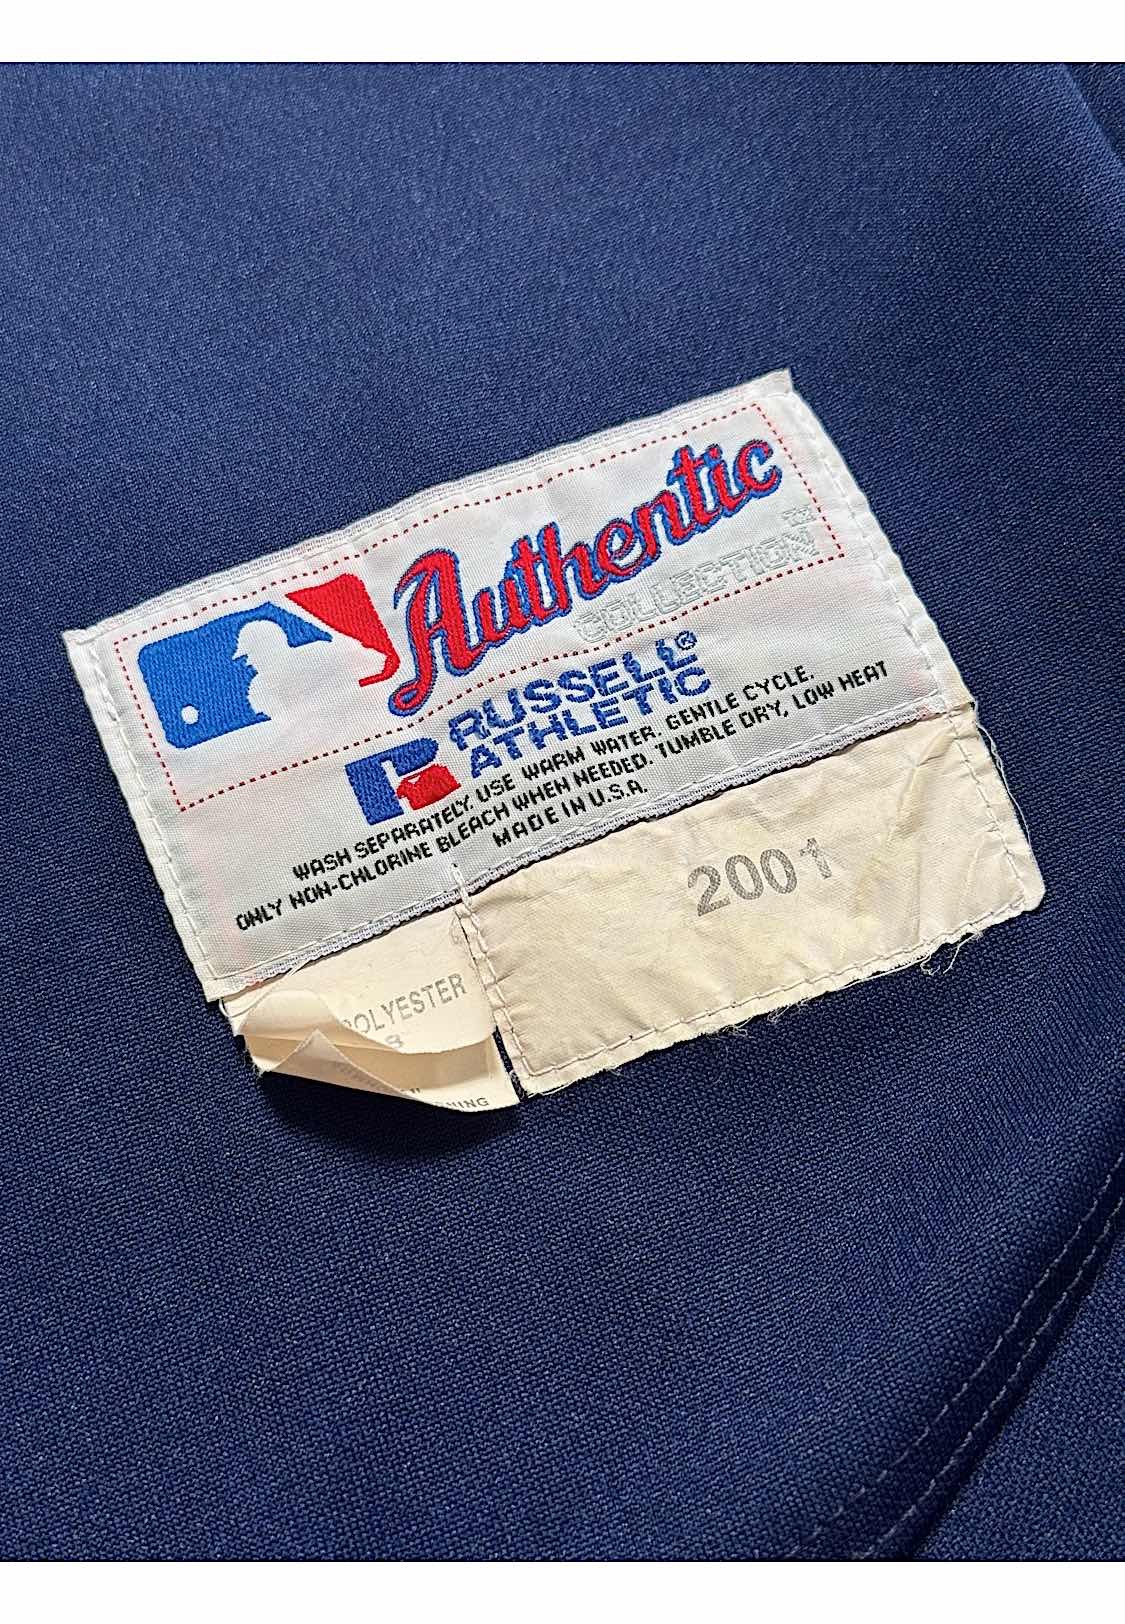 Authentic
COLLECTION™
RUSSELL®
ATHLETIC
WASH SEPARATELY. USE WARM WATER. GENTLE CYCLE.
ONLY NON-CHLORINE BLEACH WHEN NEEDED. TUMBLE DRY, LOW HEAT
MADE IN U.S.A.
2001
POLYESTER